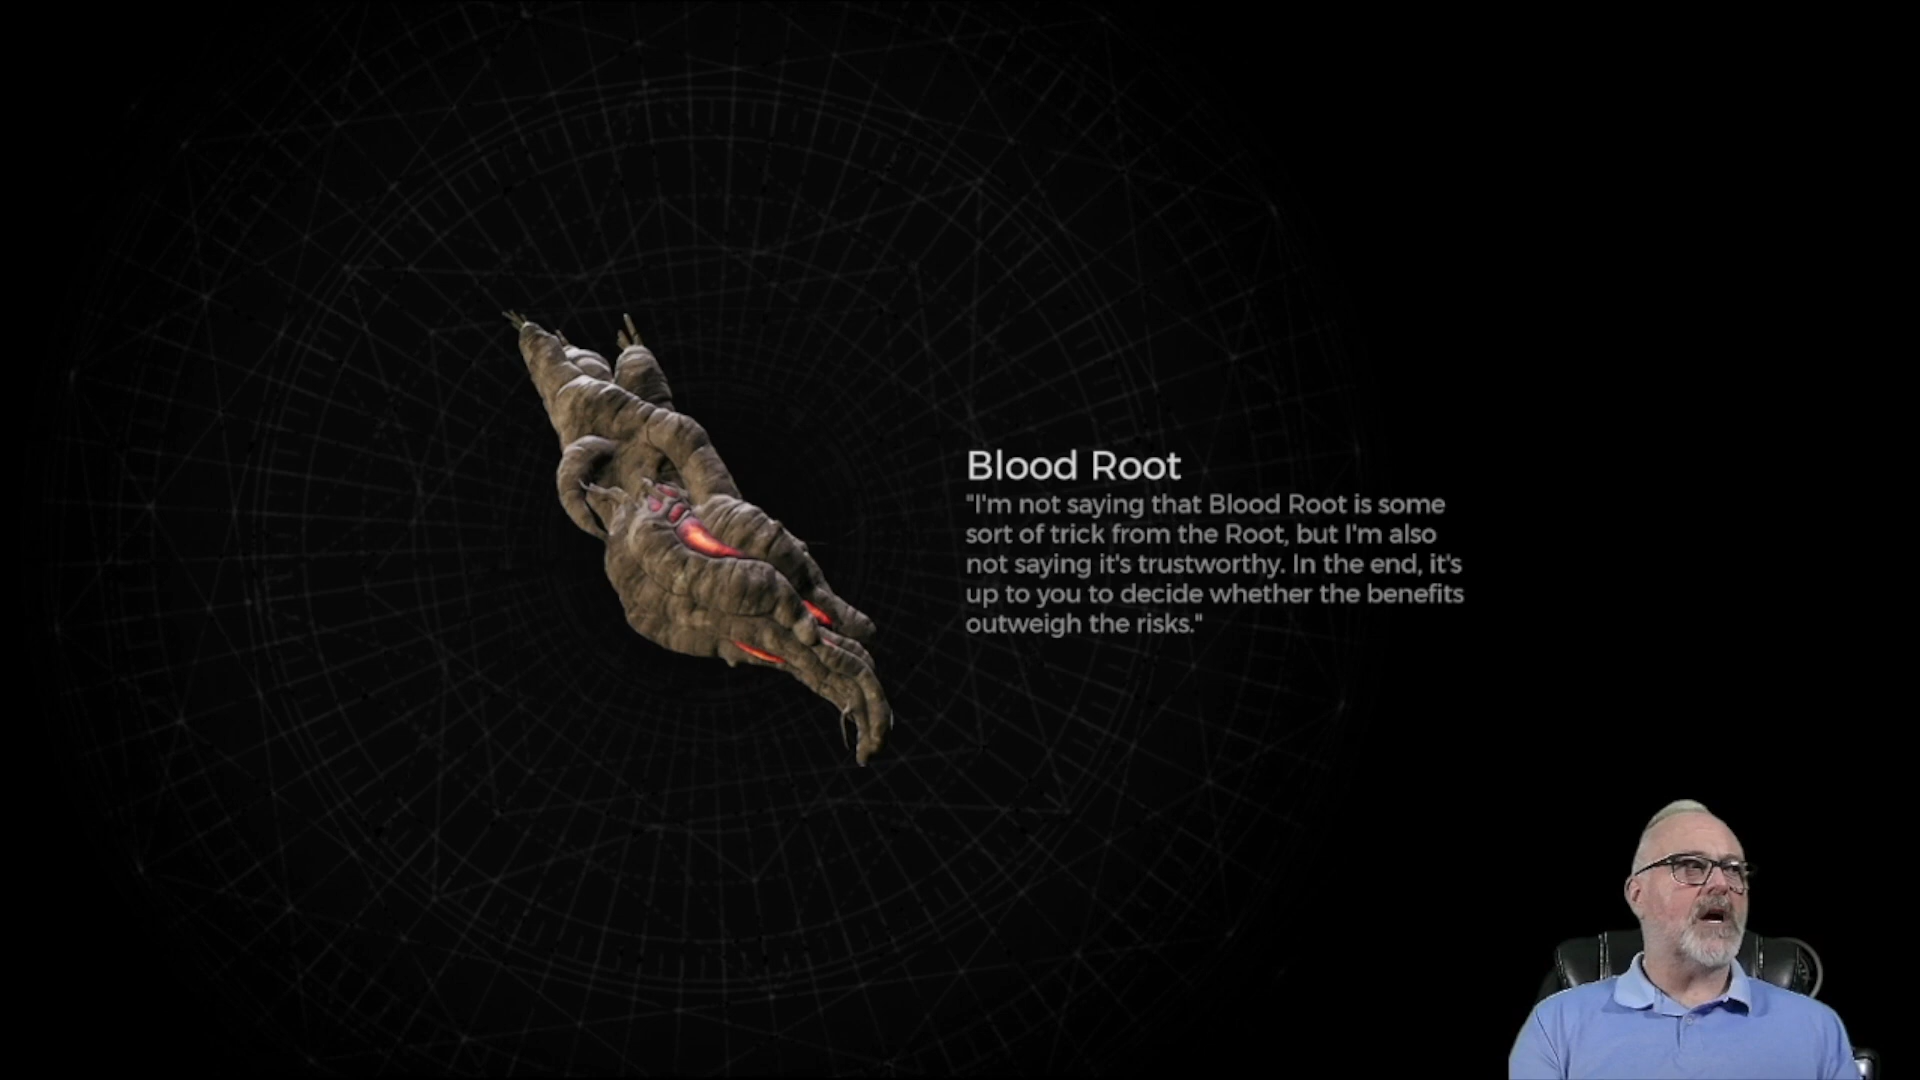 Blood Root
"I'm not saying that Blood Root is some
sort of trick from the Root, but I'm also
not saying it's trustworthy. In the end, it's
up to you to decide whether the benefits
outweigh the risks."